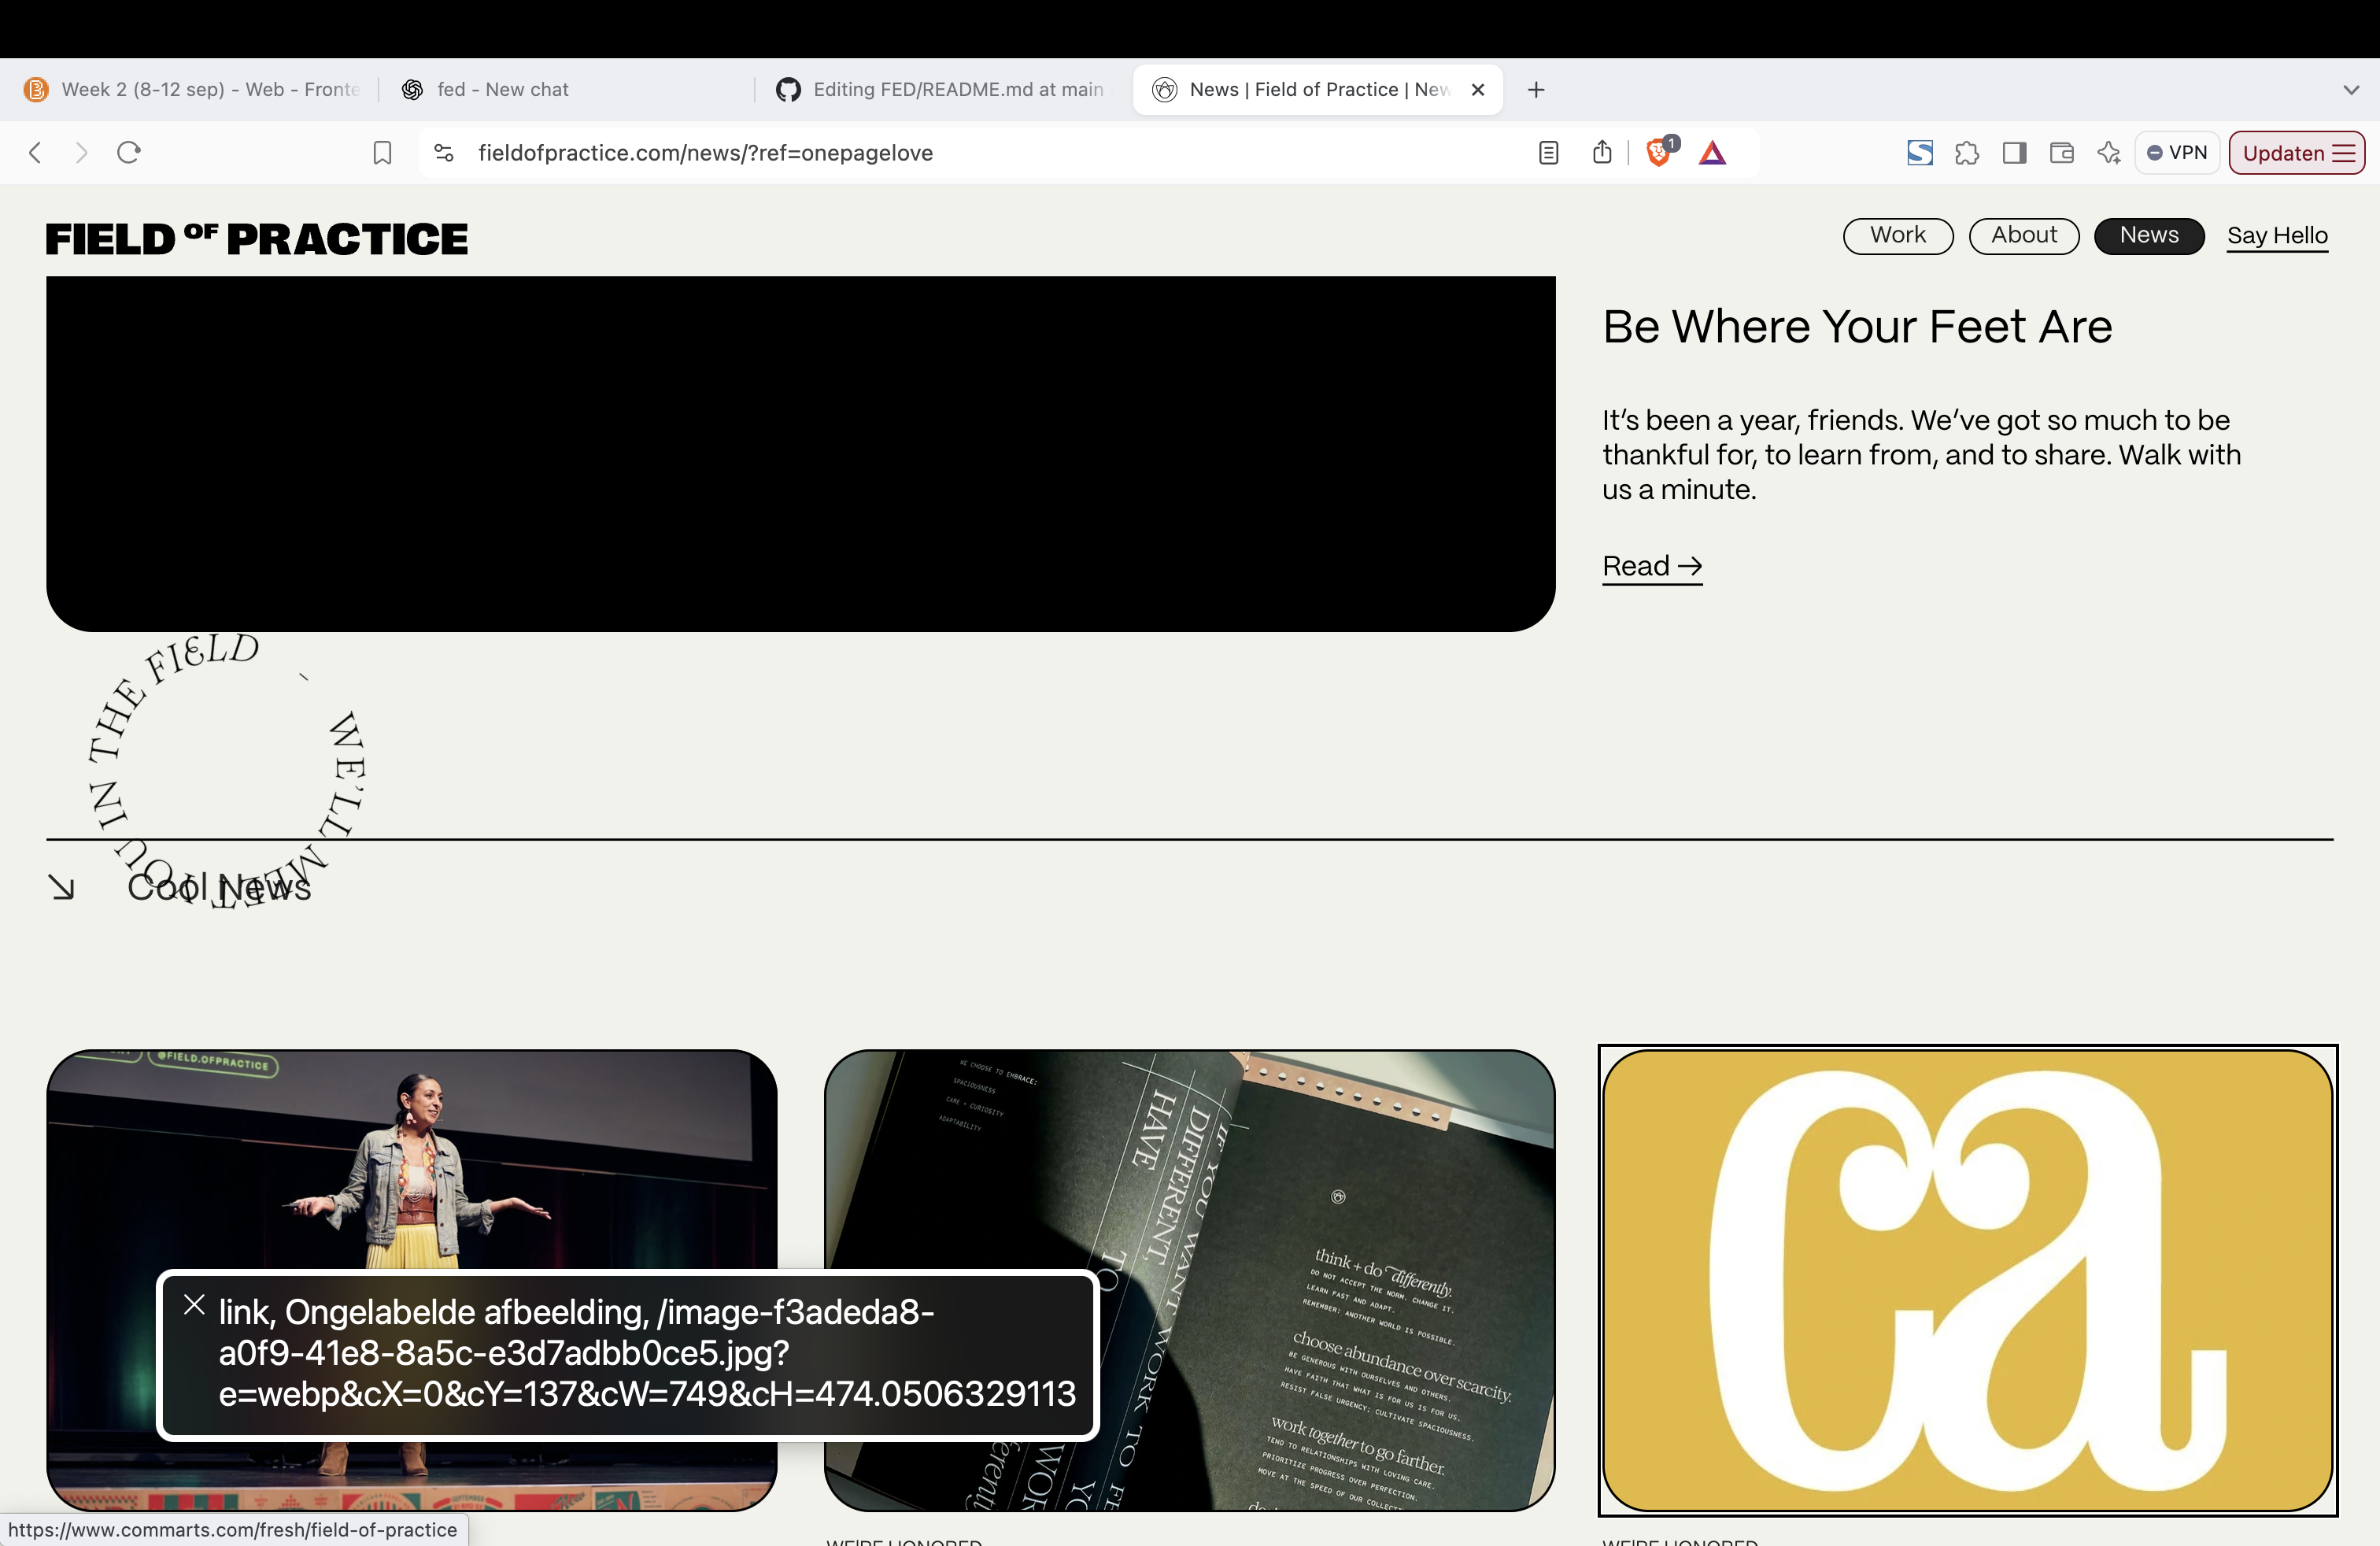 Week 2 (8-12 sep) - Web - Fronte
fed - New chat
Editing FED/README.md at main
News | Field of Practice | New
fieldofpractice.com/news/?ref=onepagelove
1
VPN
Updaten
FIELD OF PRACTICE
Work
About
News
Say Hello
Be Where Your Feet Are
It's been a year, friends. We've got so much to be
thankful for, to learn from, and to share. Walk with
us a minute.
Read →
WE'LL MEET YOU IN THE FIELD -
Cool News
@FIELD.OFPRACTICE
WE CHOOSE TO EMBRACE:
SPACIOUSNESS
CARE + CURIOSITY
ADAPTABILITY
IF YOU WANT
DIFFERENT,
HAVE
TO
WORK TO
think + do differently.
DO NOT ACCEPT THE NORM. CHANGE IT.
LEARN FAST AND ADAPT.
REMEMBER: ANOTHER WORLD IS POSSIBLE.
choose abundance over scarcity.
BE GENEROUS WITH OURSELVES AND OTHERS.
HAVE FAITH THAT WHAT IS FOR US IS FOR US.
RESIST FALSE URGENCY; CULTIVATE SPACIOUSNESS.
work together to go farther.
TEND TO RELATIONSHIPS WITH LOVING CARE.
PRIORITIZE PROGRESS OVER PERFECTION.
MOVE AT THE SPEED OF OUR COLLECT
ca
link, Ongelabelde afbeelding, /image-f3adeda8-
a0f9-41e8-8a5c-e3d7adbb0ce5.jpg?
e=webp&cX=0&cY=137&cW=749&cH=474.0506329113
https://www.commarts.com/fresh/field-of-practice
WE'RE HONORED
WE'RE HONORED